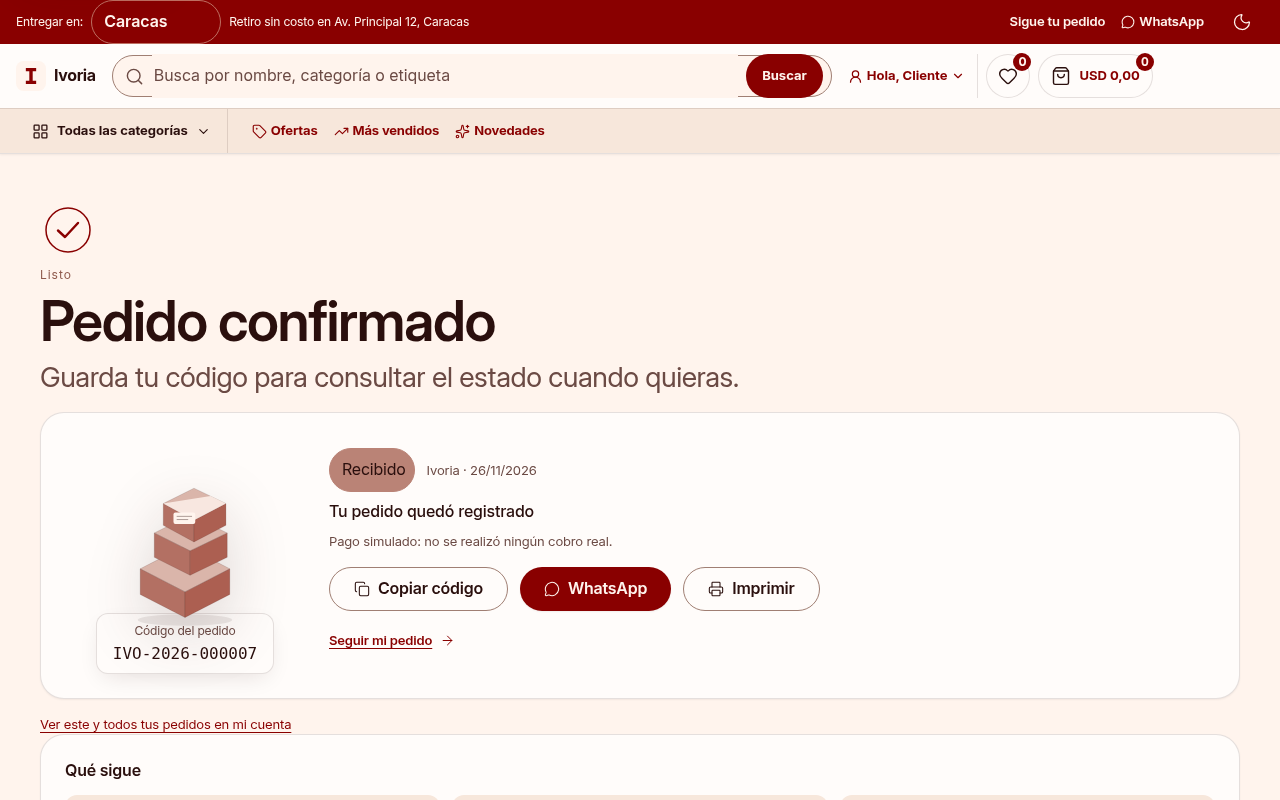 Entregar en: Caracas Retiro sin costo en Av. Principal 12, Caracas Sigue tu pedido WhatsApp
I Ivoria Busca por nombre, categoría o etiqueta Buscar Hola, Cliente 0 USD 0,00 0
Todas las categorías Ofertas Más vendidos Novedades
Listo
Pedido confirmado
Guarda tu código para consultar el estado cuando quieras.
Recibido Ivoria · 26/11/2026
Tu pedido quedó registrado
Pago simulado: no se realizó ningún cobro real.
Copiar código WhatsApp Imprimir
Código del pedido
IVO-2026-000007
Seguir mi pedido
Ver este y todos tus pedidos en mi cuenta
Qué sigue